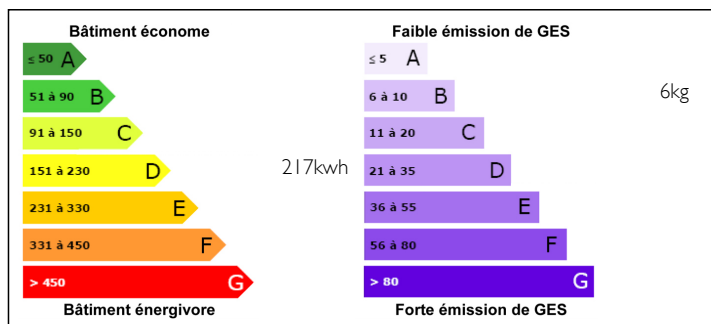 Bâtiment économe
≤ 50 A
51 à 90 B
91 à 150 C
151 à 230 D
217kwh
231 à 330 E
331 à 450 F
> 450 G
Bâtiment énergivore
Faible émission de GES
≤ 5 A
6 à 10 B
6kg
11 à 20 C
21 à 35 D
36 à 55 E
56 à 80 F
> 80 G
Forte émission de GES